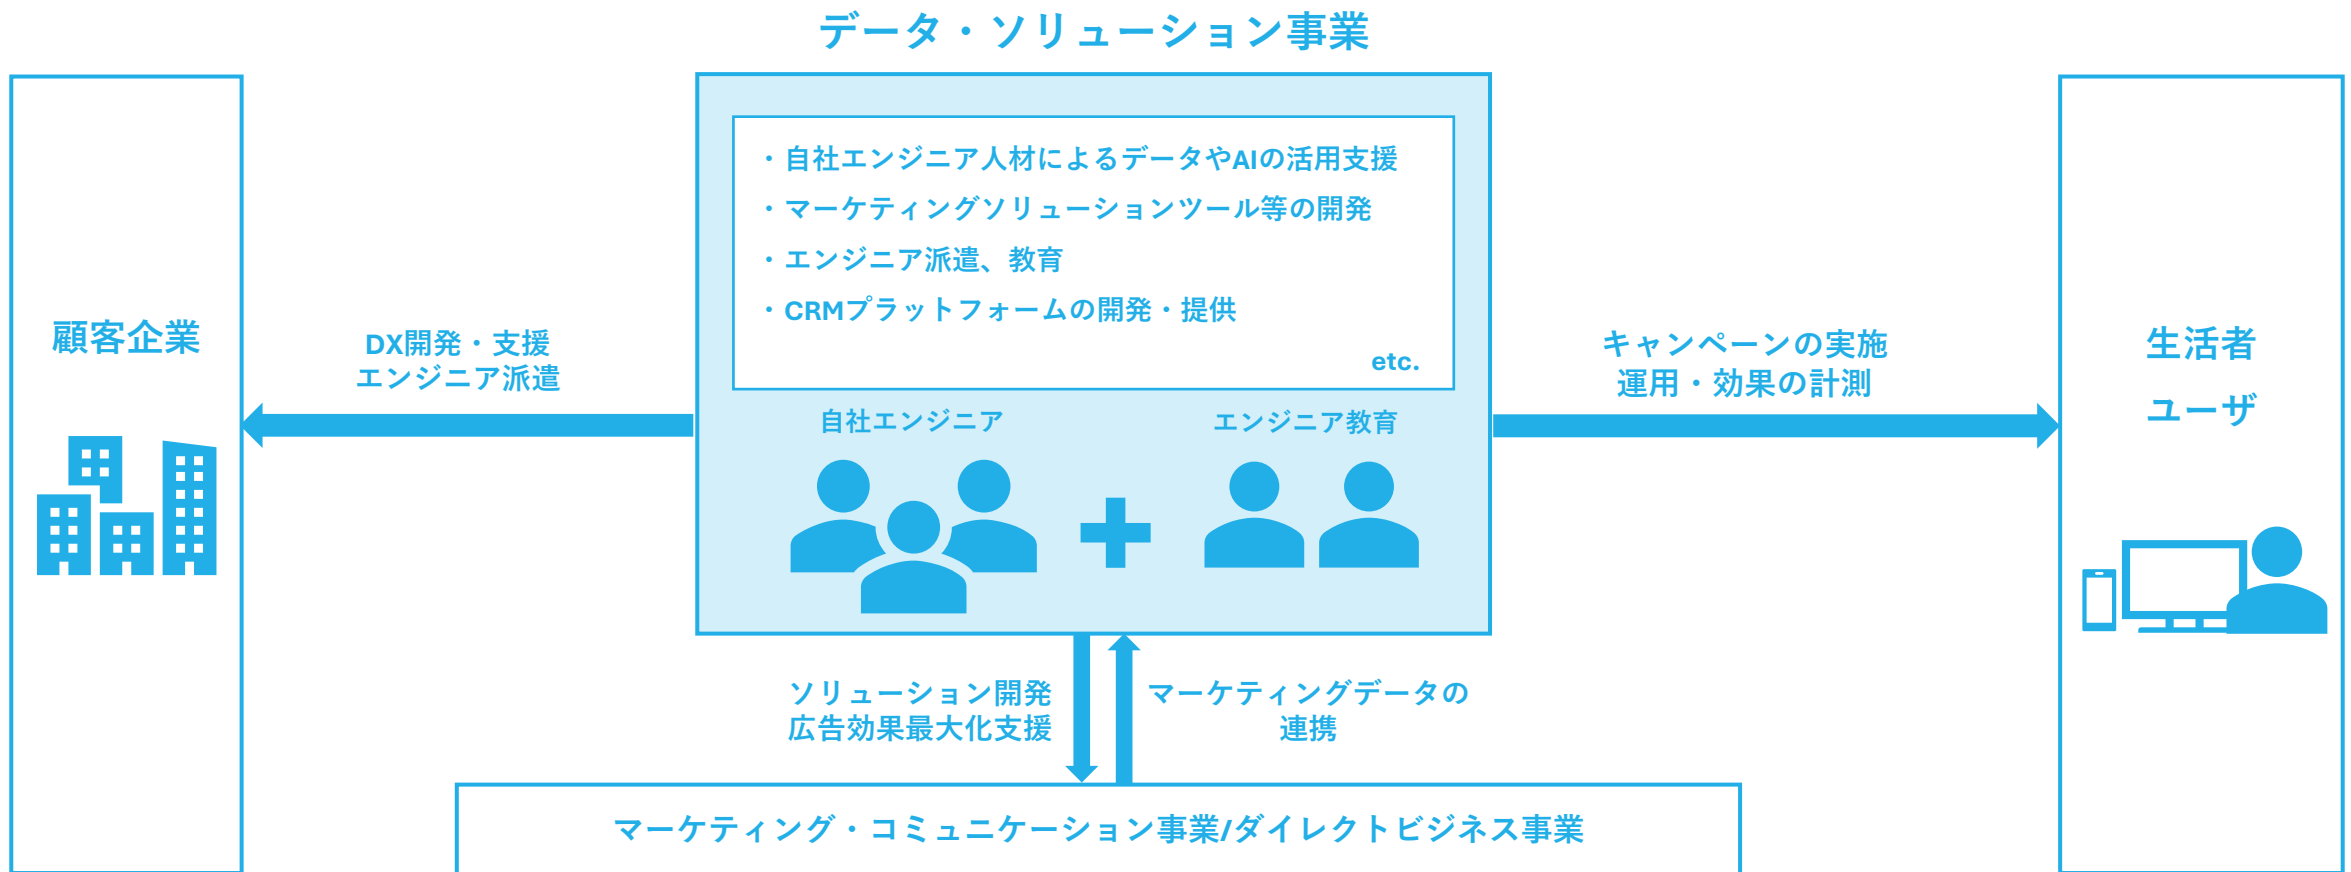 データ・ソリューション事業
・自社エンジニア人材によるデータやAIの活用支援
・マーケティングソリューションツール等の開発
・エンジニア派遣、教育
・CRMプラットフォームの開発・提供
etc.
顧客企業
DX開発・支援
エンジニア派遣
自社エンジニア
エンジニア教育
キャンペーンの実施
運用・効果の計測
生活者
ユーザ
ソリューション開発
広告効果最大化支援
マーケティングデータの
連携
マーケティング・コミュニケーション事業/ダイレクトビジネス事業